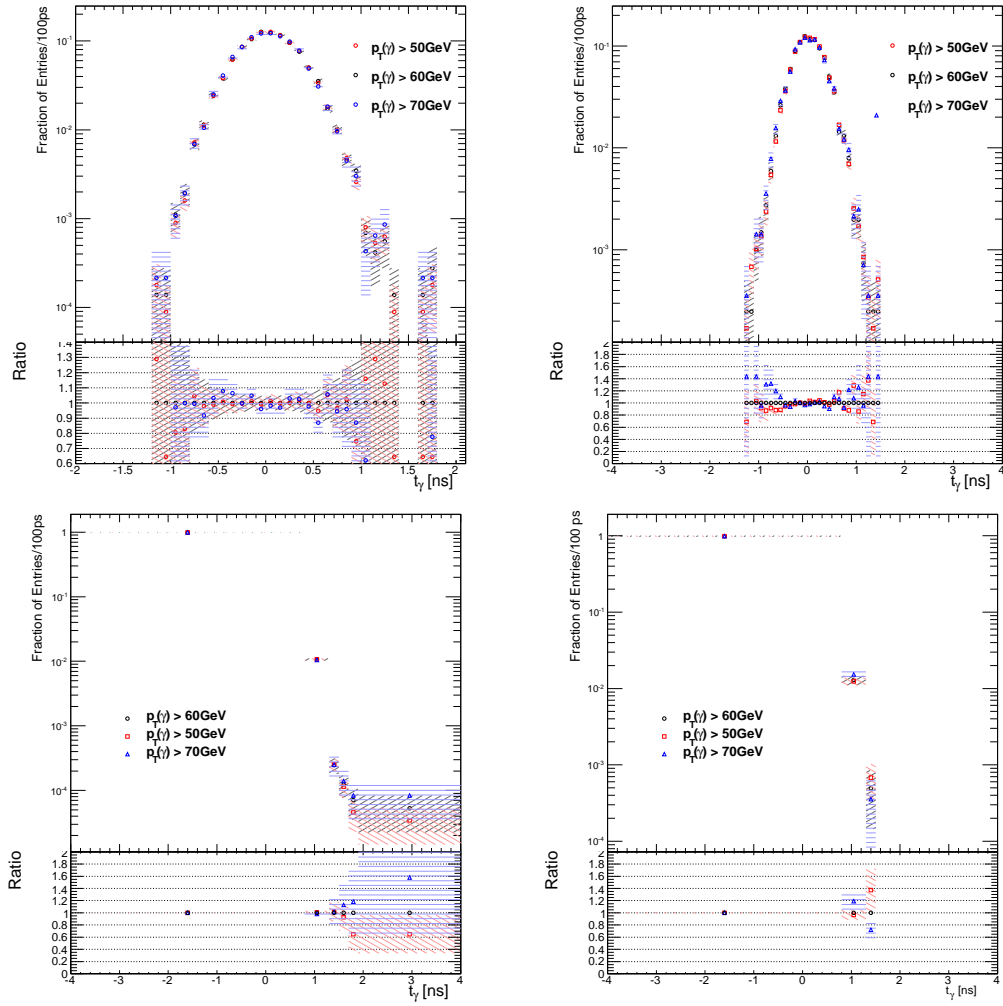 Fraction of Entries/100ps
10⁻¹
10⁻²
10⁻³
10⁻⁴
p_T(γ) > 50GeV
p_T(γ) > 60GeV
p_T(γ) > 70GeV
Ratio
1.4
1.3
1.2
1.1
1
0.9
0.8
0.7
0.6
-2 -1.5 -1 -0.5 0 0.5 1 1.5 2
t_γ [ns]
Fraction of Entries/100ps
10⁻¹
10⁻²
10⁻³
p_T(γ) > 50GeV
p_T(γ) > 60GeV
p_T(γ) > 70GeV
Ratio
2
1.8
1.6
1.4
1.2
1
0.8
0.6
0.4
0.2
0
-4 -3 -2 -1 0 1 2 3 4
t_γ [ns]
Fraction of Entries/100ps
1
10⁻¹
10⁻²
10⁻³
10⁻⁴
p_T(γ) > 60GeV
p_T(γ) > 50GeV
p_T(γ) > 70GeV
Ratio
2
1.8
1.6
1.4
1.2
1
0.8
0.6
0.4
0.2
0
-4 -3 -2 -1 0 1 2 3 4
t_γ [ns]
Fraction of Entries/100 ps
1
10⁻¹
10⁻²
10⁻³
10⁻⁴
p_T(γ) > 60GeV
p_T(γ) > 50GeV
p_T(γ) > 70GeV
Ratio
2
1.8
1.6
1.4
1.2
1
0.8
0.6
0.4
0.2
0
-4 -3 -2 -1 0 1 2 3 4
t_γ [ns]